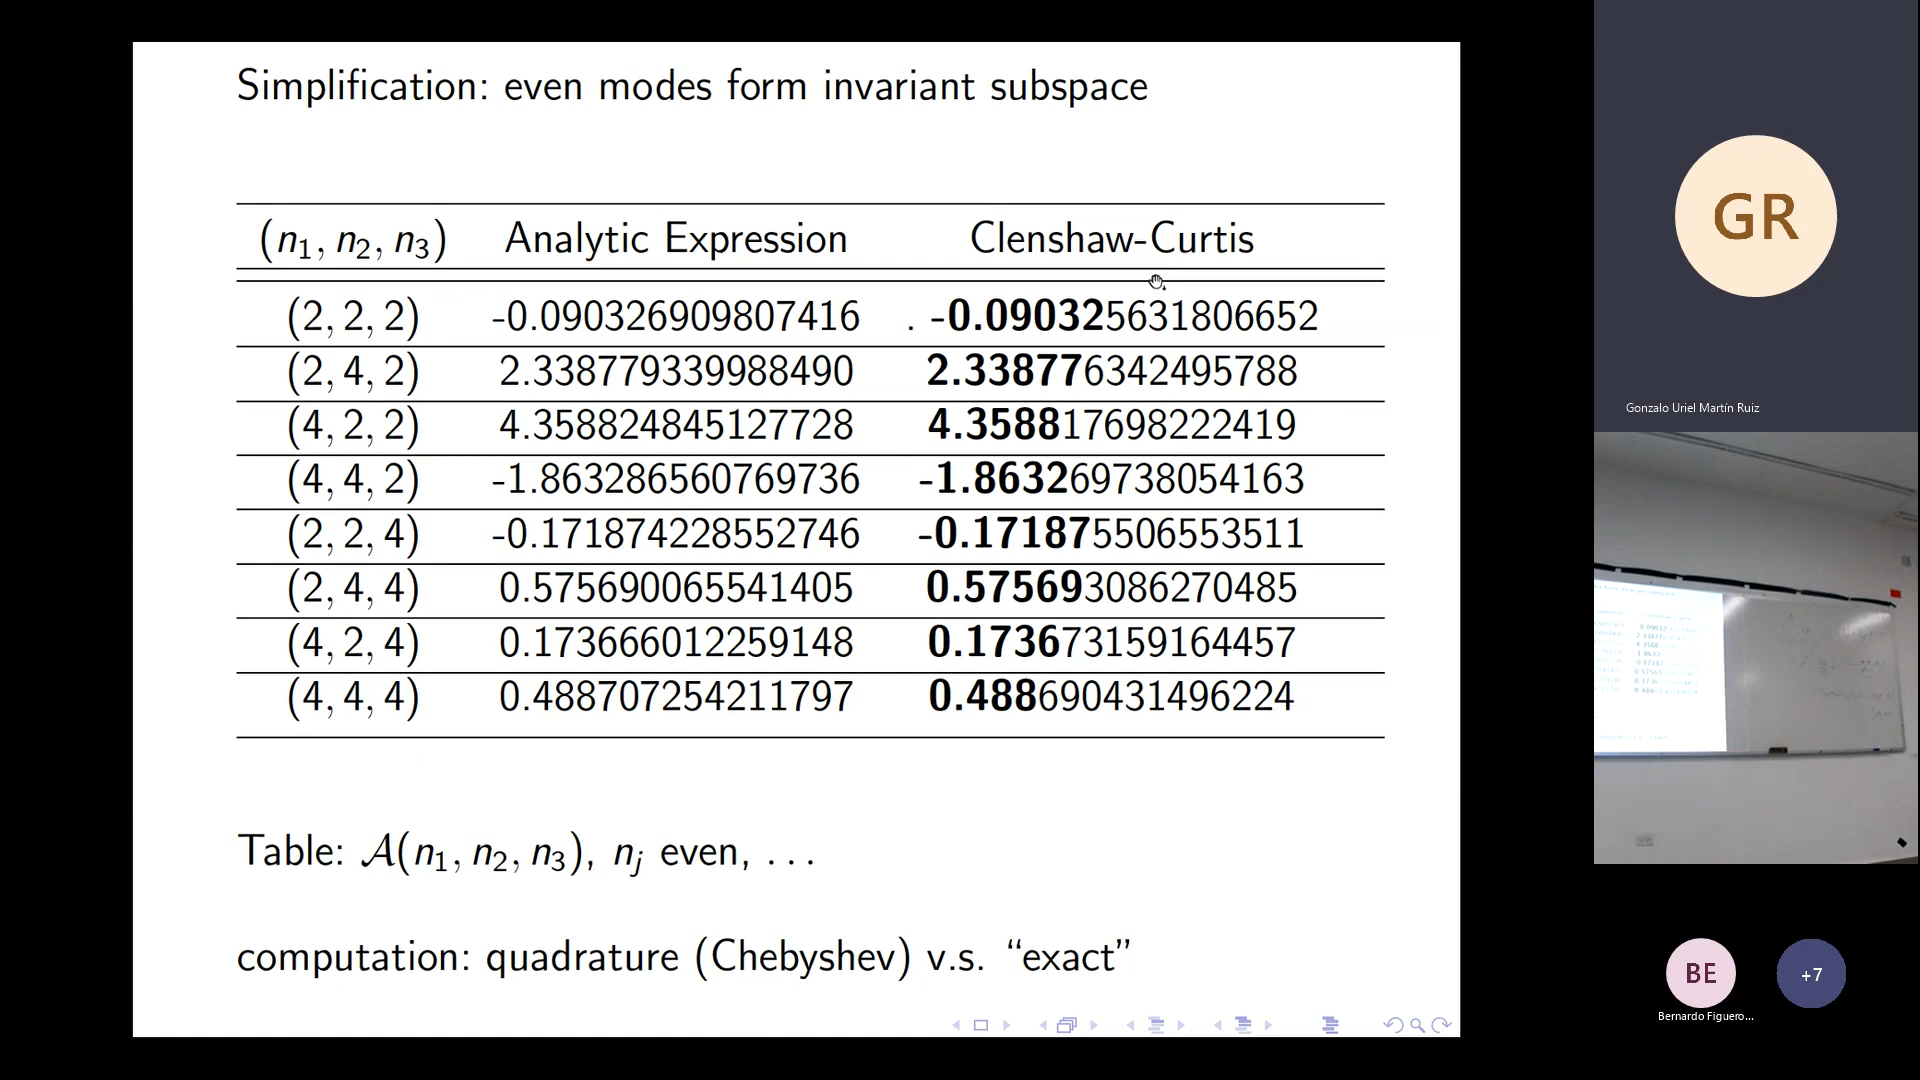 Simplification: even modes form invariant subspace
(n₁, n₂, n₃) Analytic Expression Clenshaw-Curtis
(2, 2, 2) -0.090326909807416 . -0.090325631806652
(2, 4, 2) 2.338779339988490 2.338776342495788
(4, 2, 2) 4.358824845127728 4.358817698222419
(4, 4, 2) -1.863286560769736 -1.863269738054163
(2, 2, 4) -0.171874228552746 -0.171875506553511
(2, 4, 4) 0.575690065541405 0.575693086270485
(4, 2, 4) 0.173666012259148 0.173673159164457
(4, 4, 4) 0.488707254211797 0.488690431496224
Table: 𝒜(n₁, n₂, n₃), nⱼ even, . . .
computation: quadrature (Chebyshev) v.s. “exact”
GR
Gonzalo Uriel Martín Ruiz
BE
+7
Bernardo Figuero...